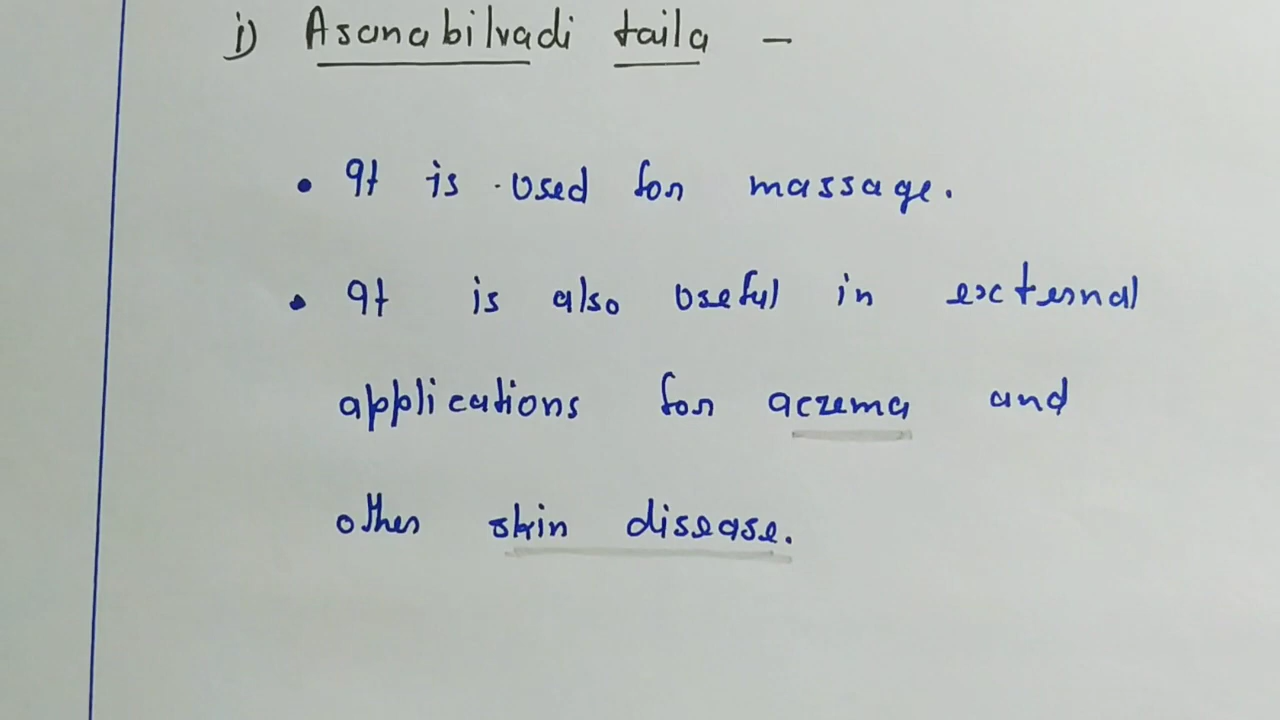 i) Asanabilvadi taila –
• It is used for massage.
• It is also useful in external
applications for aczema and
other skin disease.